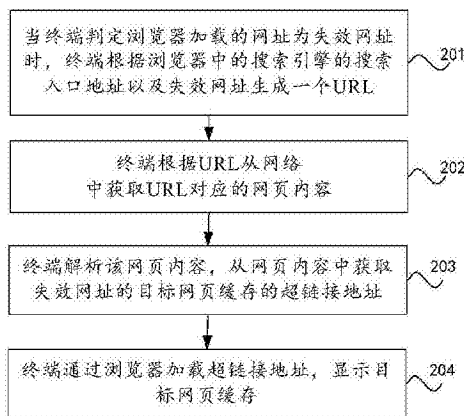 当终端判定浏览器加载的网址为失效网址
时，终端根据浏览器中的搜索引擎的搜索
入口地址以及失效网址生成一个URL
201
终端根据URL从网络
中获取URL对应的网页内容
202
终端解析该网页内容，从网页内容中获取
失效网址的目标网页缓存的超链接地址
203
终端通过浏览器加载超链接地址，显示目
标网页缓存
204